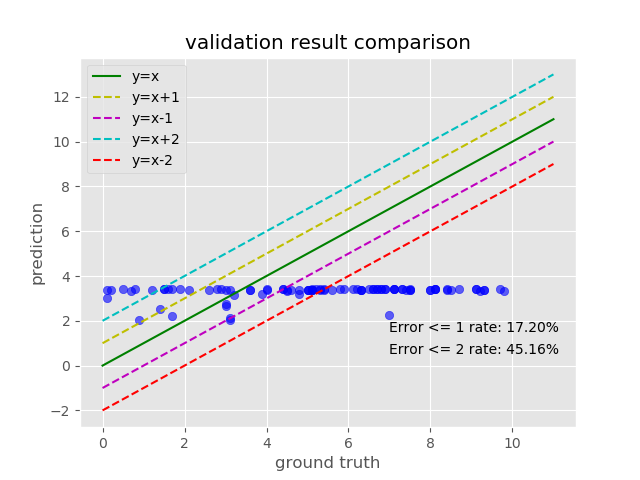 validation result comparison
y=x
y=x+1
y=x-1
y=x+2
y=x-2
12
10
8
6
4
2
0
−2
prediction
Error <= 1 rate: 17.20%
Error <= 2 rate: 45.16%
0 2 4 6 8 10
ground truth